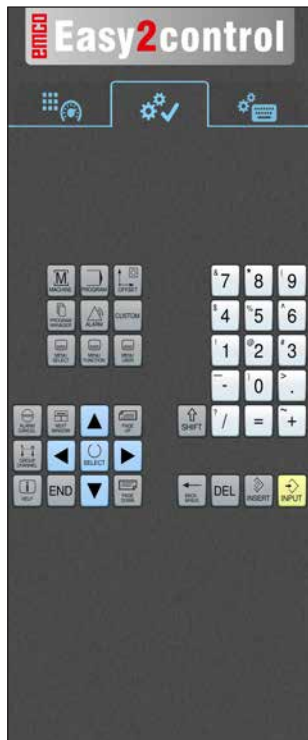 emco Easy2control
MACHINE PROGRAM OFFSET
PROGRAM MANAGER ALARM CUSTOM
MENU SELECT MENU FUNCTION MENU USER
& 7 * 8 ( 9
$ 4 % 5 ^ 6
! 1 @ 2 # 3
- ) 0 > .
ALARM CANCEL NEXT WINDOW PAGE UP
SHIFT ? / = ~ +
GROUP CHANNEL SELECT
HELP END PAGE DOWN
BACK SPACE DEL INSERT INPUT